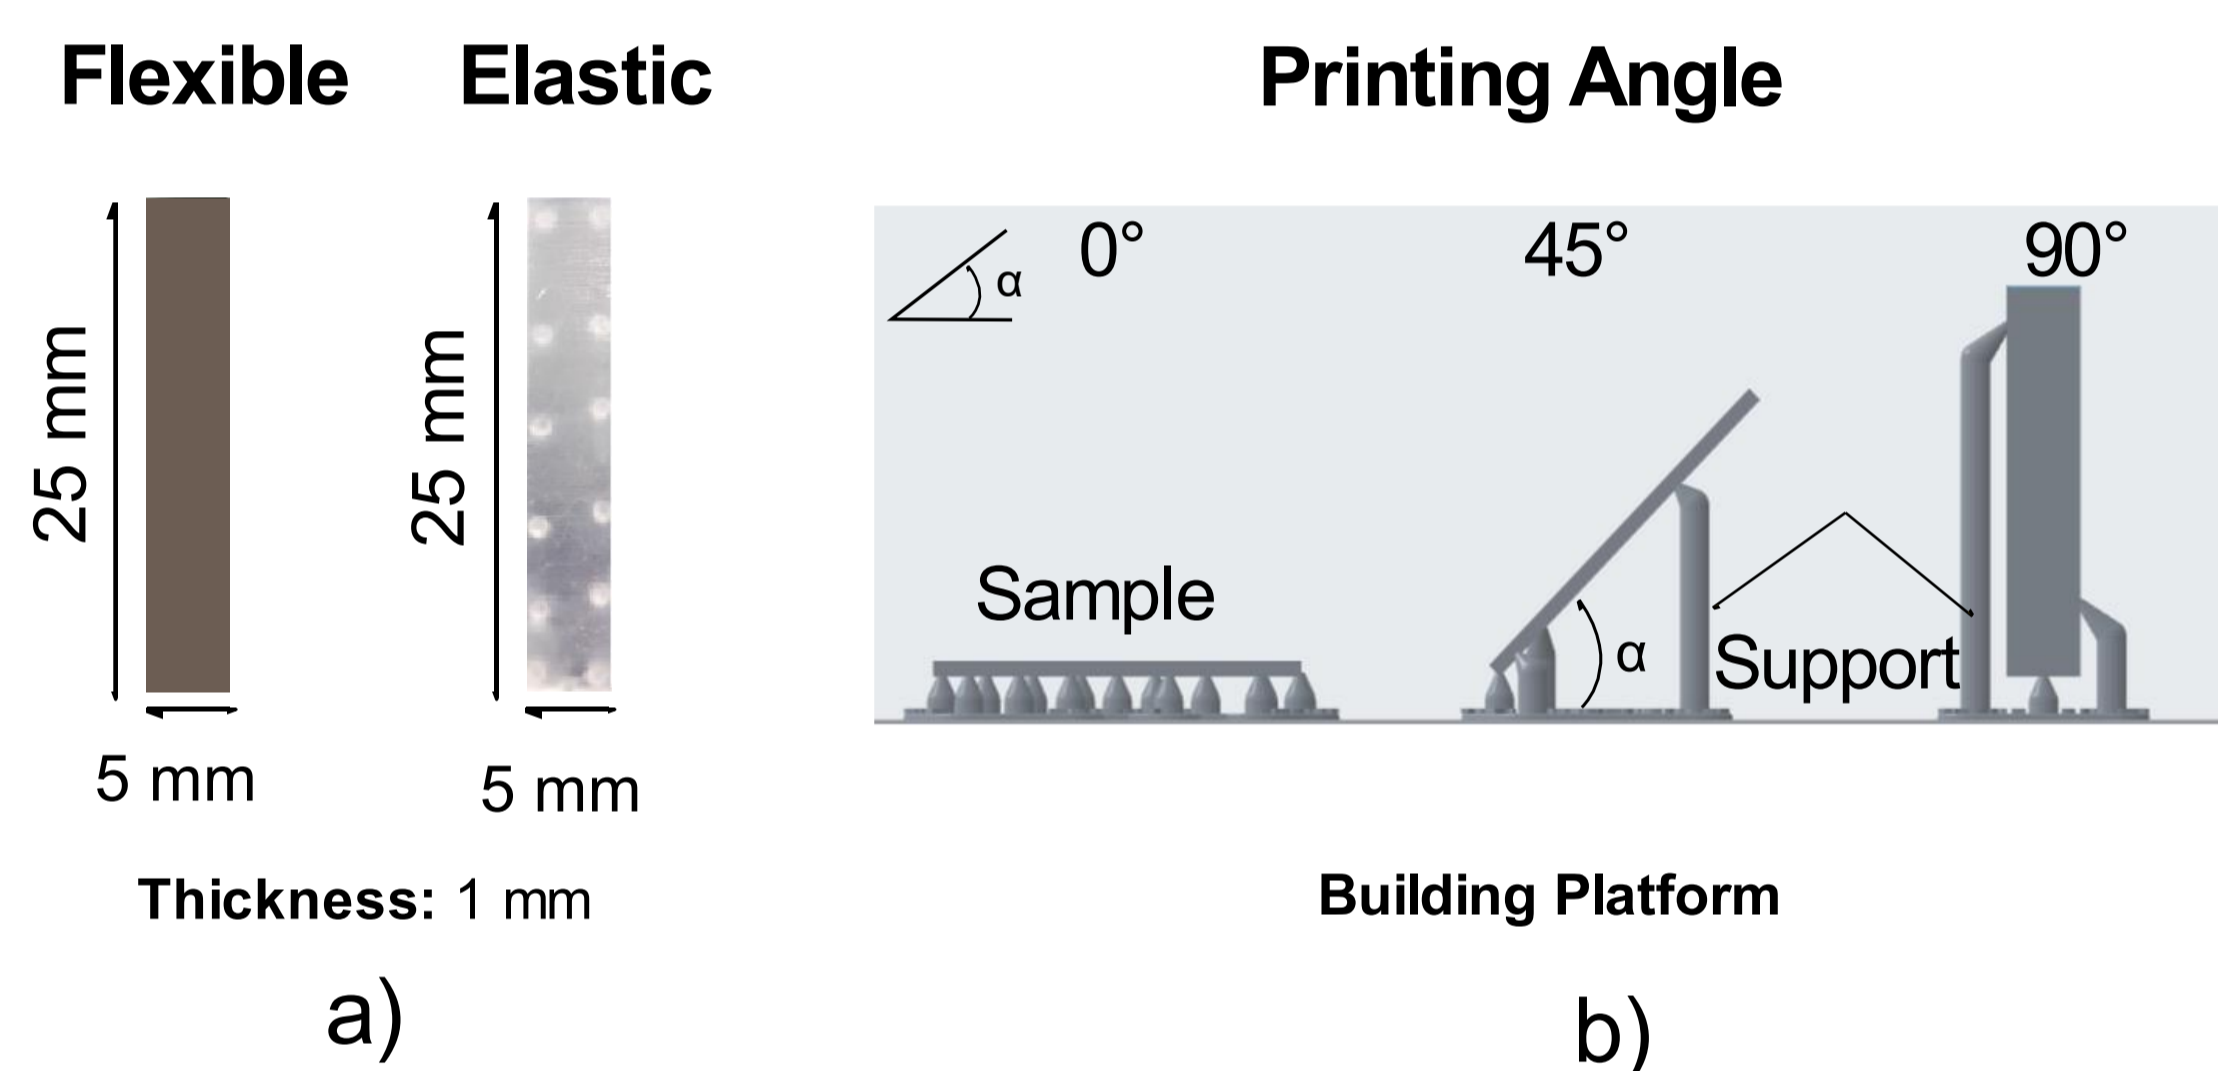 Flexible
Elastic
25 mm
25 mm
5 mm
5 mm
Thickness: 1 mm
a)
Printing Angle
α
0°
45°
90°
Sample
α
Support
Building Platform
b)